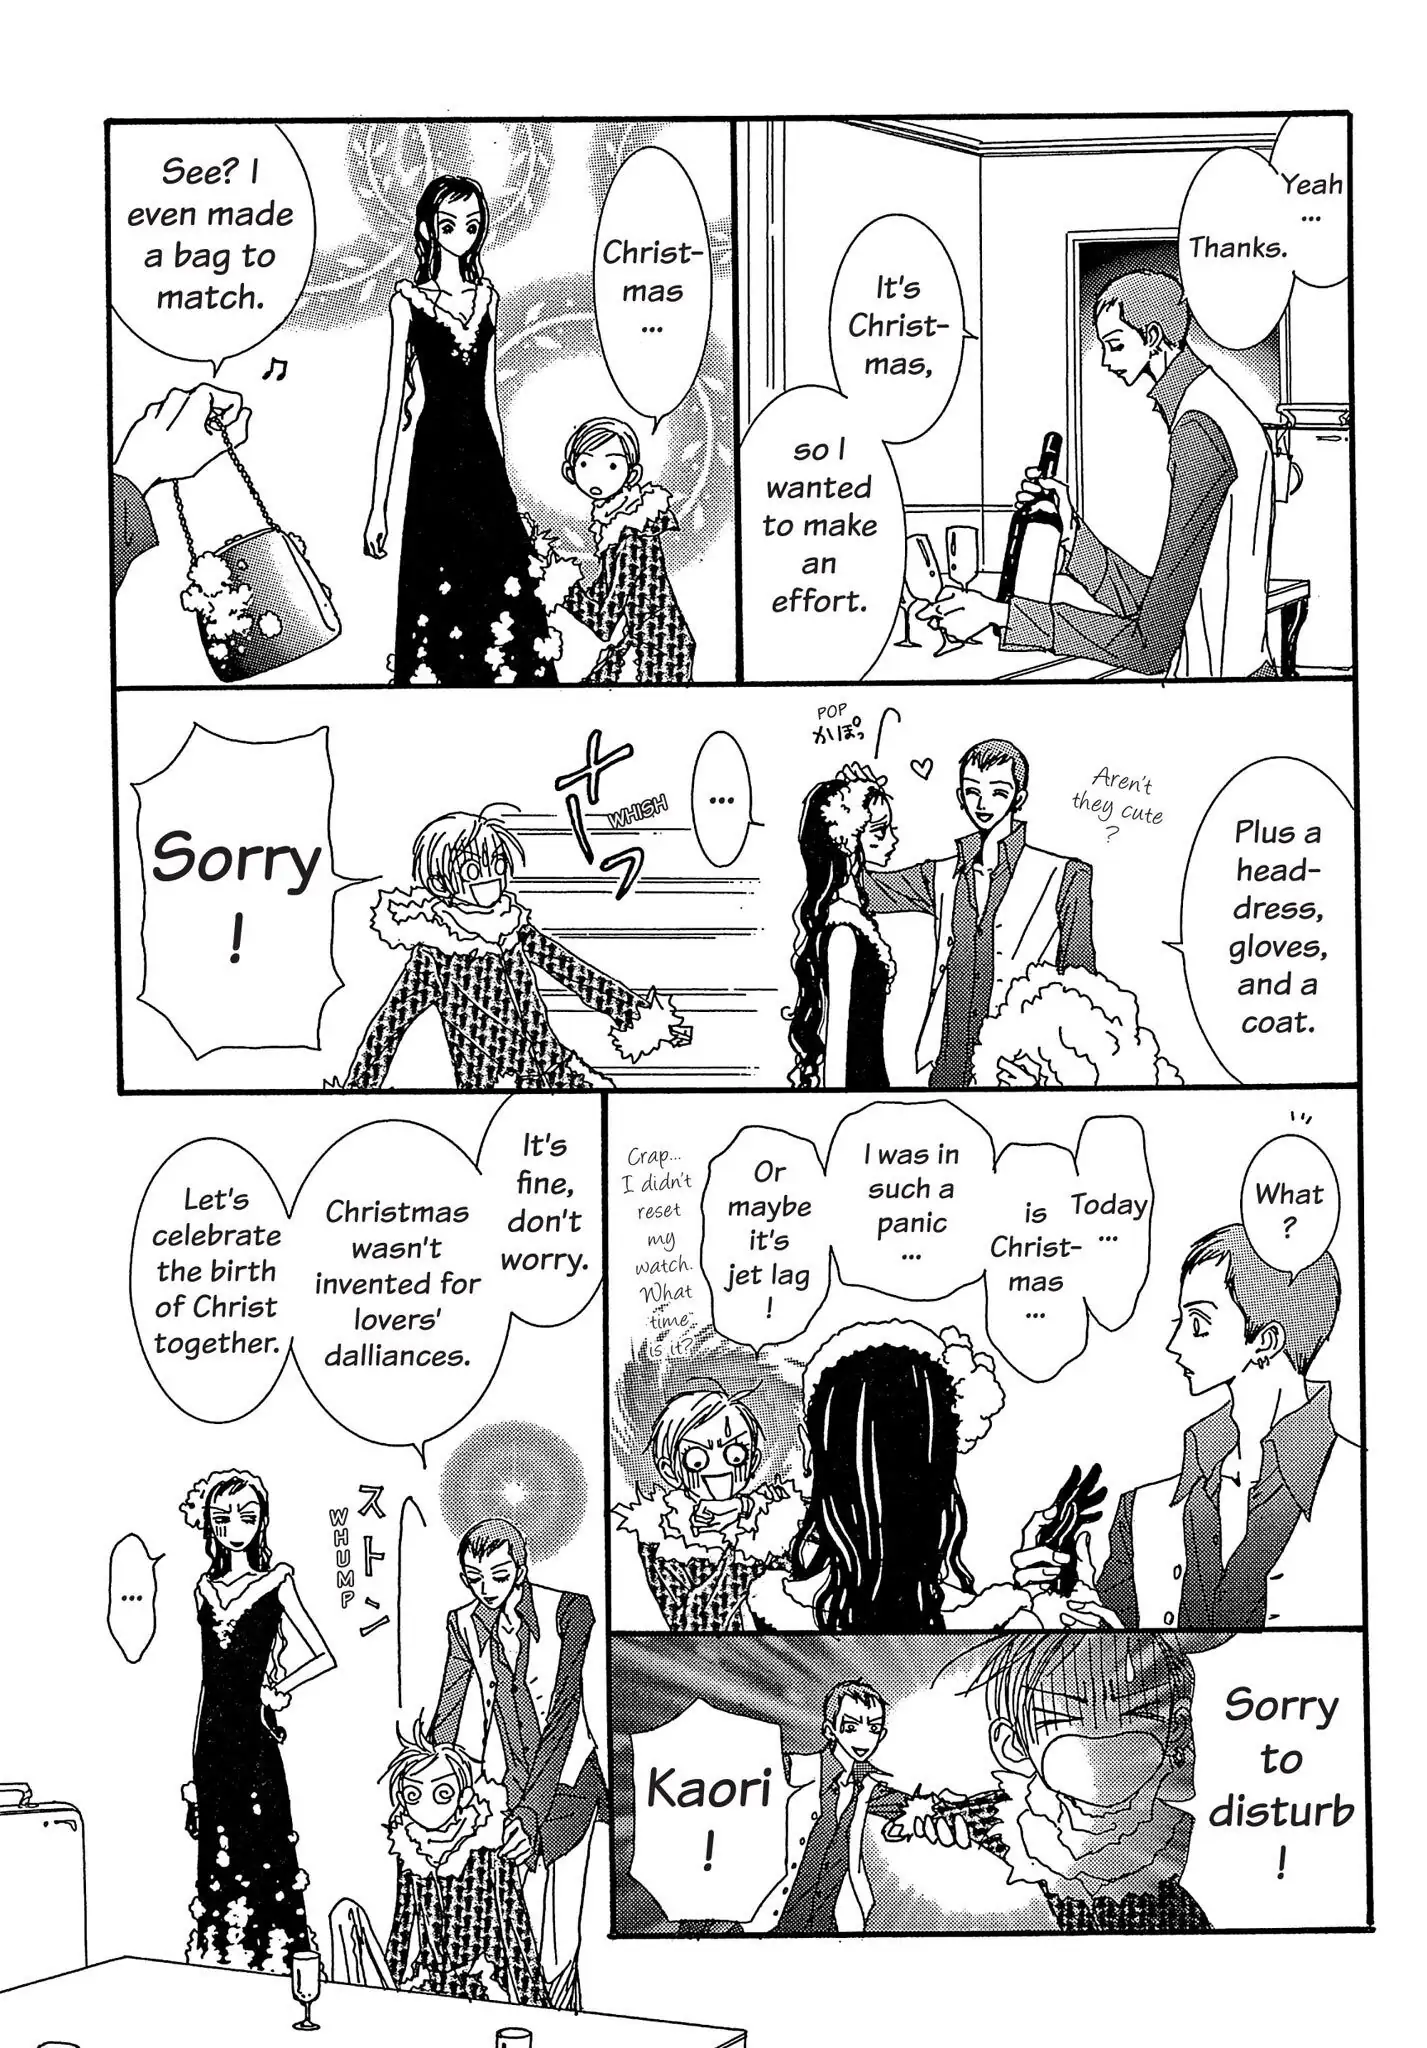 Yeah
...
Thanks.
It's
Christ-
mas,
so I
wanted
to make
an
effort.
Christ-
mas
...
See? I
even made
a bag to
match.
Plus a
head-
dress,
gloves,
and a
coat.
Aren't
they cute
?
POP
かぽっ
...
WHISH
Sorry
!
What
?
Today
...
is
Christ-
mas
...
I was in
such a
panic
...
Or
maybe
it's
jet lag
!
Crap...
I didn't
reset
my
watch.
What
time
is it?
Sorry
to
disturb
!
Kaori
!
It's
fine,
don't
worry.
Christmas
wasn't
invented for
lovers'
dalliances.
Let's
celebrate
the birth
of Christ
together.
ストン
WHUMP
...